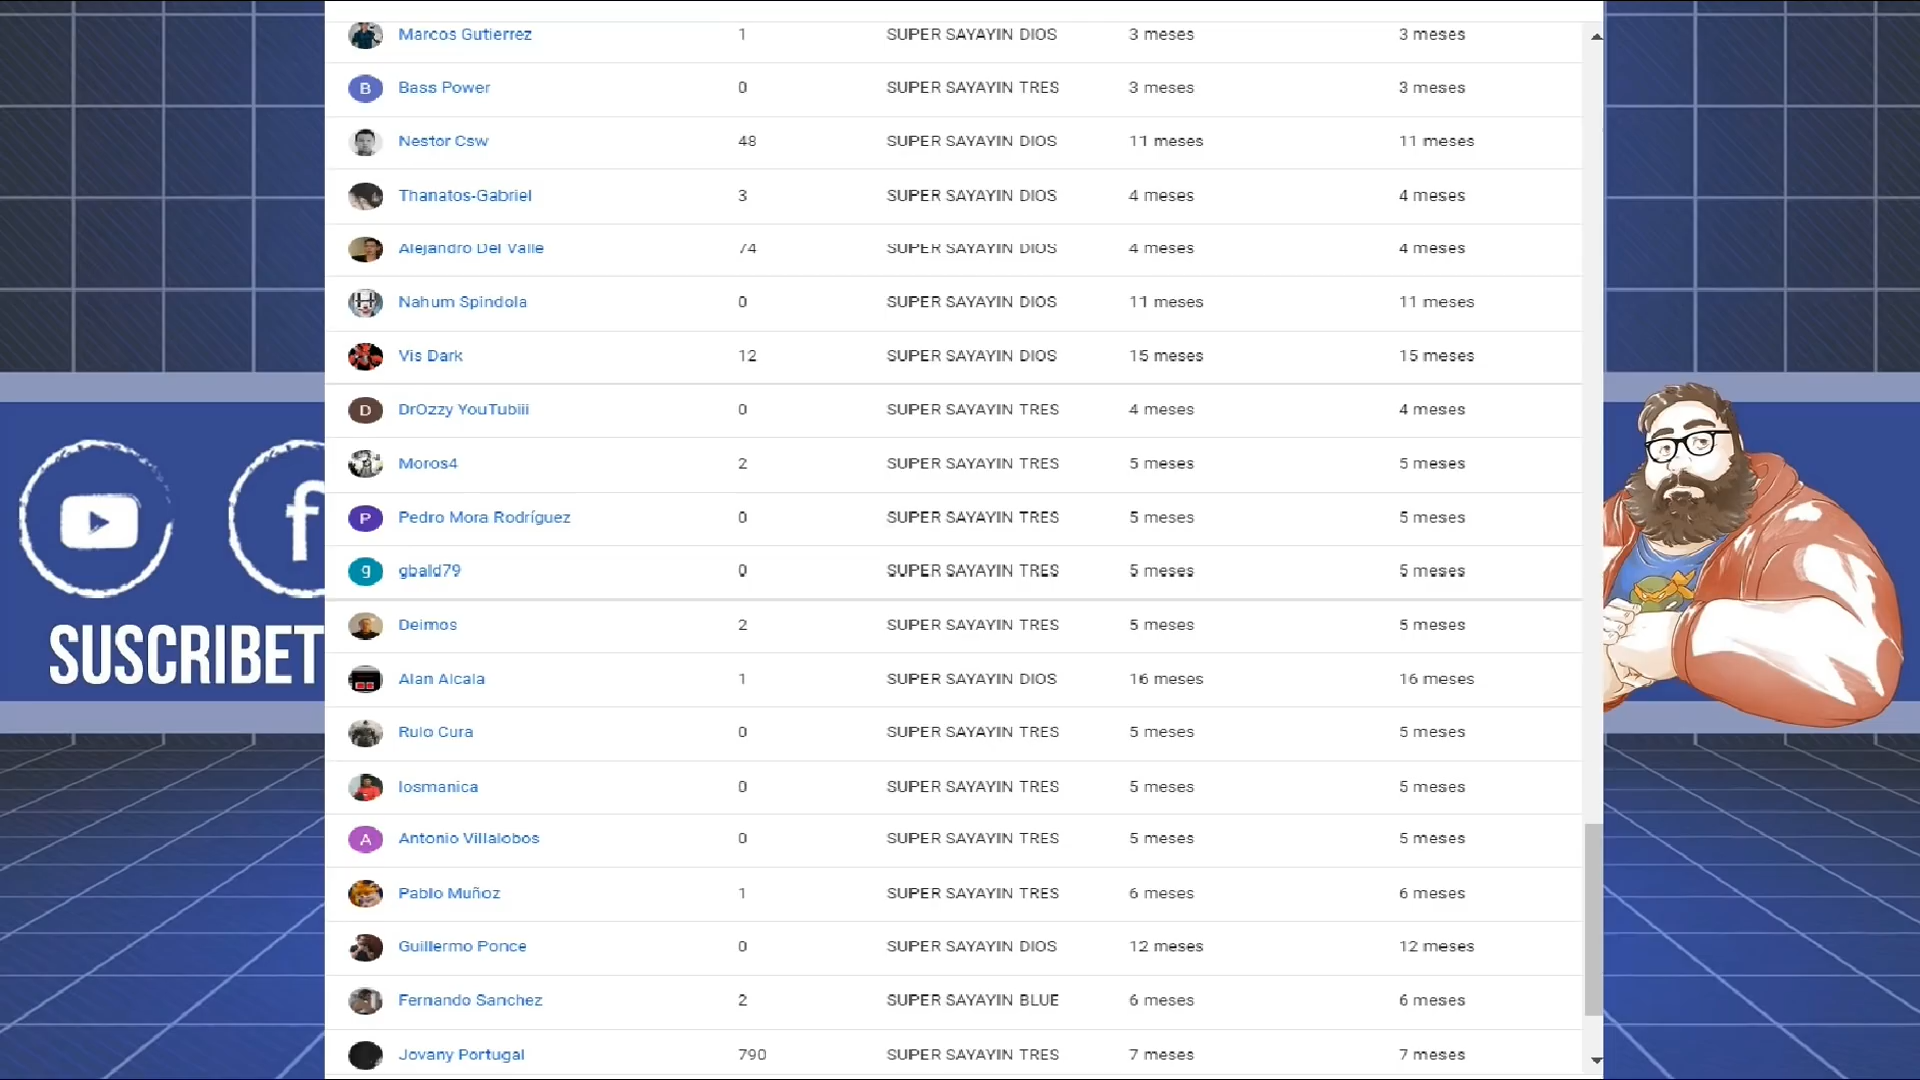 Marcos Gutierrez 1 SUPER SAYAYIN DIOS 3 meses 3 meses
B Bass Power 0 SUPER SAYAYIN TRES 3 meses 3 meses
Nestor Csw 48 SUPER SAYAYIN DIOS 11 meses 11 meses
Thanatos-Gabriel 3 SUPER SAYAYIN DIOS 4 meses 4 meses
Alejandro Del Valle 74 SUPER SAYAYIN DIOS 4 meses 4 meses
Nahum Spindola 0 SUPER SAYAYIN DIOS 11 meses 11 meses
Vis Dark 12 SUPER SAYAYIN DIOS 15 meses 15 meses
D DrOzzy YouTubiii 0 SUPER SAYAYIN TRES 4 meses 4 meses
Moros4 2 SUPER SAYAYIN TRES 5 meses 5 meses
P Pedro Mora Rodríguez 0 SUPER SAYAYIN TRES 5 meses 5 meses
g gbald79 0 SUPER SAYAYIN TRES 5 meses 5 meses
Deimos 2 SUPER SAYAYIN TRES 5 meses 5 meses
Alan Alcala 1 SUPER SAYAYIN DIOS 16 meses 16 meses
Rulo Cura 0 SUPER SAYAYIN TRES 5 meses 5 meses
losmanica 0 SUPER SAYAYIN TRES 5 meses 5 meses
A Antonio Villalobos 0 SUPER SAYAYIN TRES 5 meses 5 meses
Pablo Muñoz 1 SUPER SAYAYIN TRES 6 meses 6 meses
Guillermo Ponce 0 SUPER SAYAYIN DIOS 12 meses 12 meses
Fernando Sanchez 2 SUPER SAYAYIN BLUE 6 meses 6 meses
Jovany Portugal 790 SUPER SAYAYIN TRES 7 meses 7 meses
f
SUSCRIBET